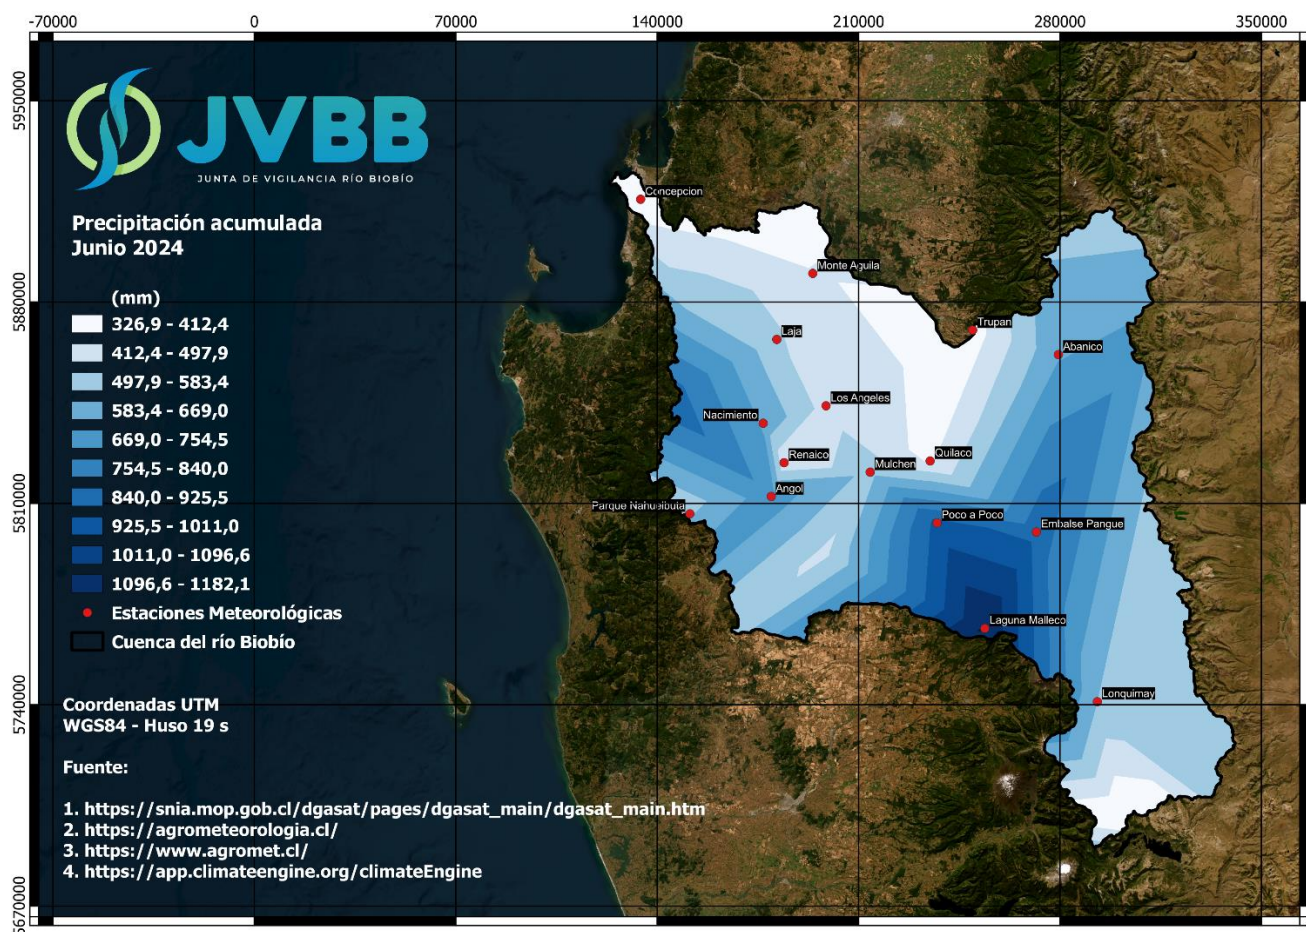 -70000 0 70000 140000 210000 280000 350000
5950000
5880000
5810000
5740000
5670000
JVBB
JUNTA DE VIGILANCIA RÍO BIOBÍO
Precipitación acumulada
Junio 2024
(mm)
326,9 - 412,4
412,4 - 497,9
497,9 - 583,4
583,4 - 669,0
669,0 - 754,5
754,5 - 840,0
840,0 - 925,5
925,5 - 1011,0
1011,0 - 1096,6
1096,6 - 1182,1
Estaciones Meteorológicas
Cuenca del río Biobío
Coordenadas UTM
WGS84 - Huso 19 s
Fuente:
1. https://snia.mop.gob.cl/dgasat/pages/dgasat_main/dgasat_main.htm
2. https://agrometeorologia.cl/
3. https://www.agromet.cl/
4. https://app.climateengine.org/climateEngine
Concepcion
Monte Aguila
Trupan
Laja
Abanico
Los Angeles
Nacimiento
Renaico
Quilaco
Mulchen
Angol
Parque Nahuelbuta
Poco a Poco
Embalse Pangue
Laguna Malleco
Lonquimay